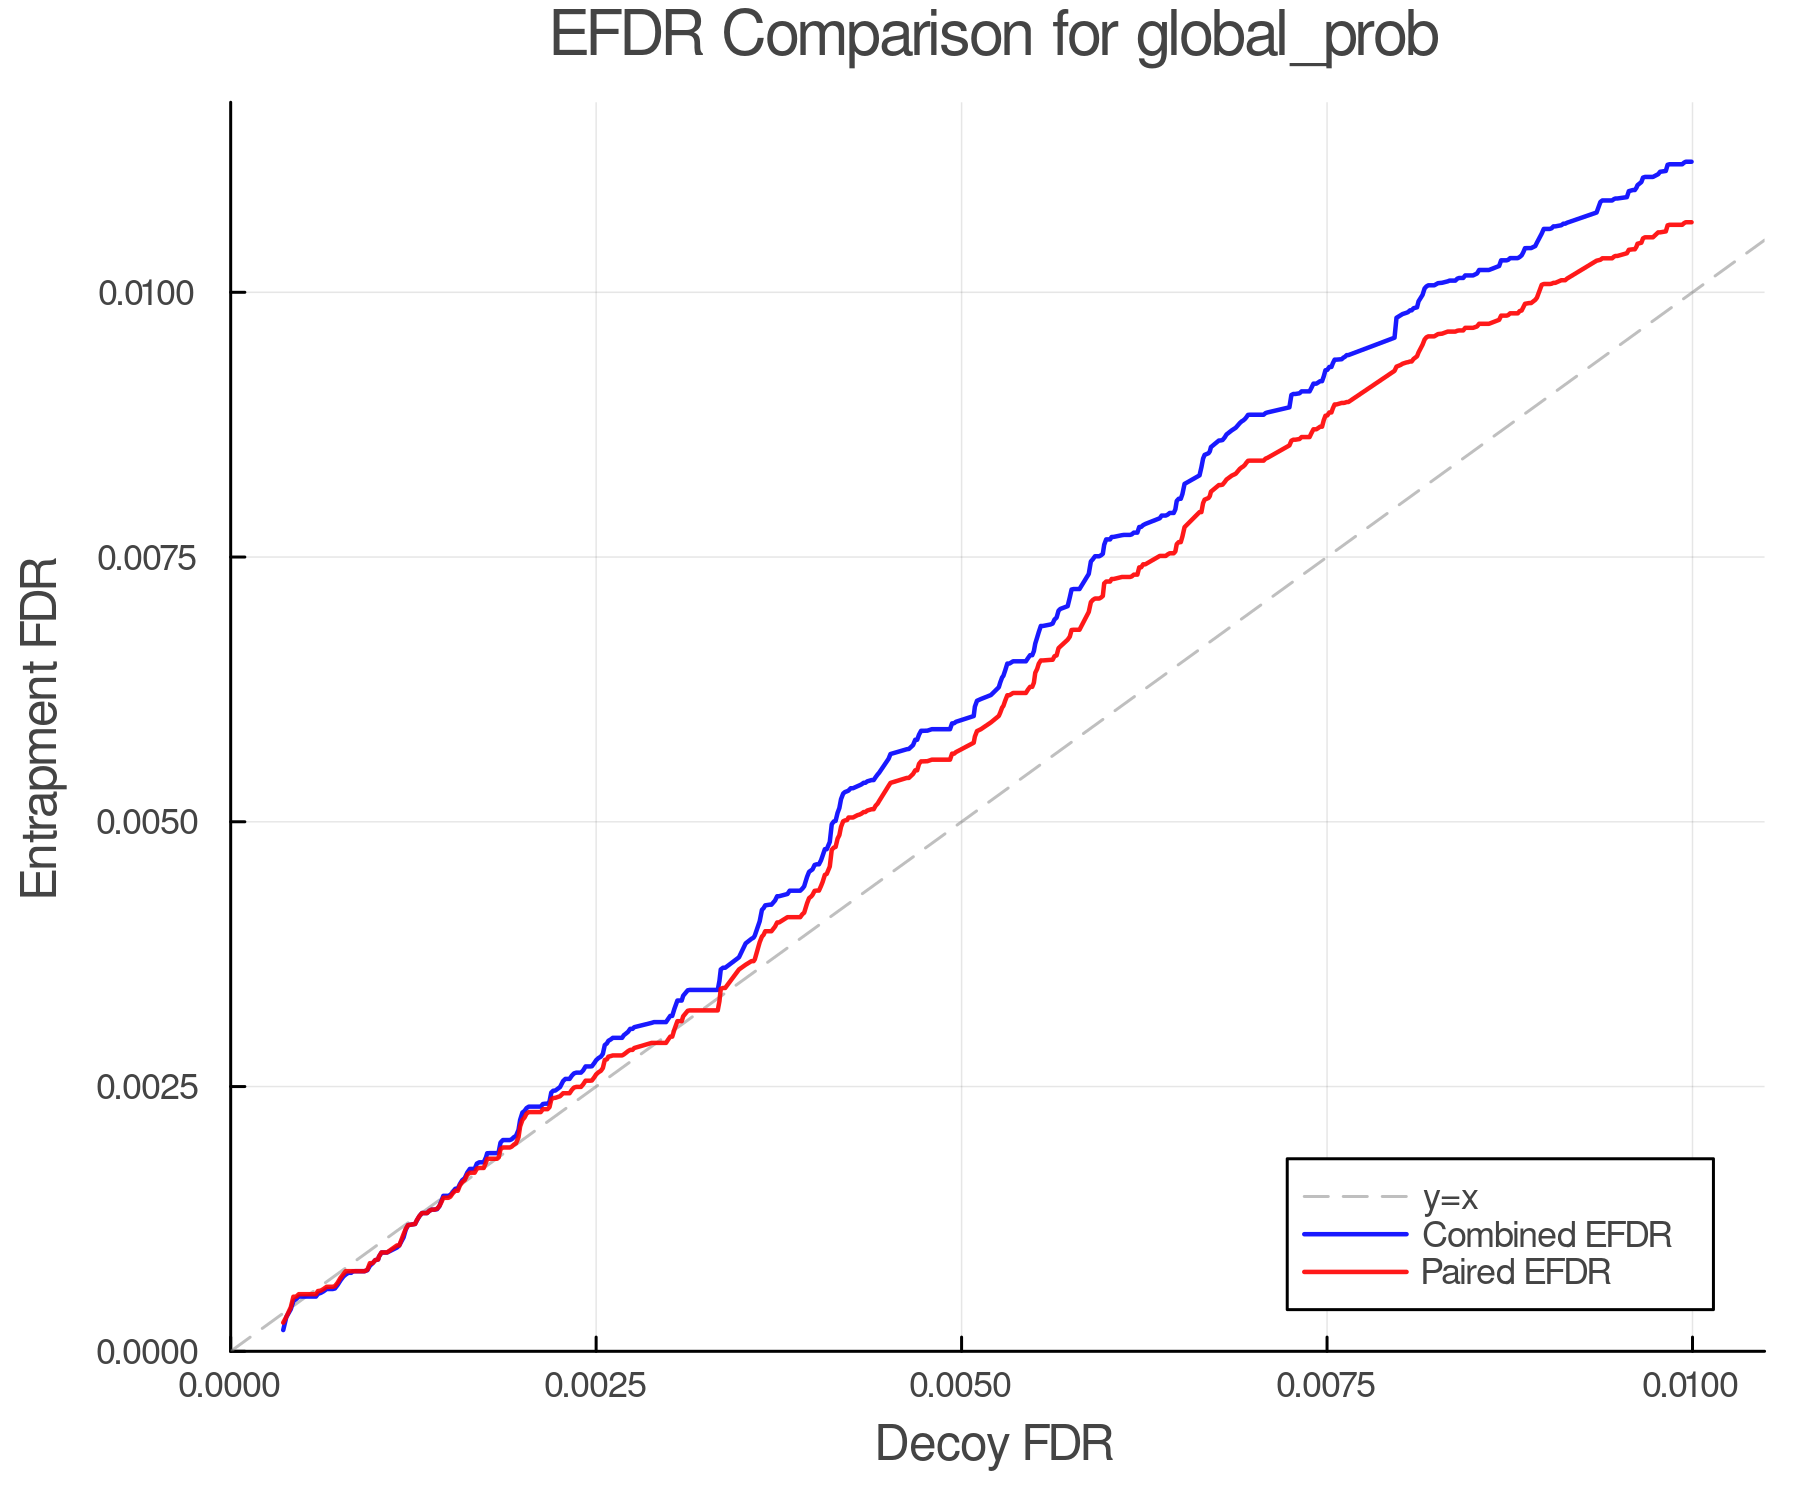 EFDR Comparison for global_prob
Entrapment FDR
0.0100
0.0075
0.0050
0.0025
0.0000
0.0000 0.0025 0.0050 0.0075 0.0100
Decoy FDR
y=x
Combined EFDR
Paired EFDR